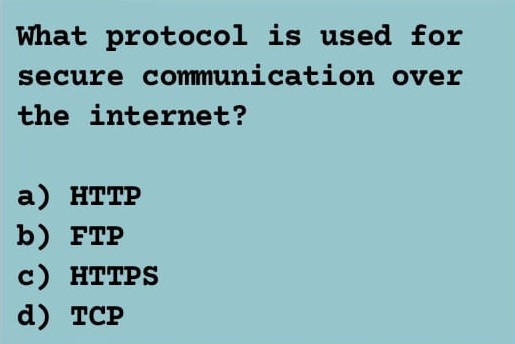 What protocol is used for
secure communication over
the internet?
a) HTTP
b) FTP
c) HTTPS
d) TCP